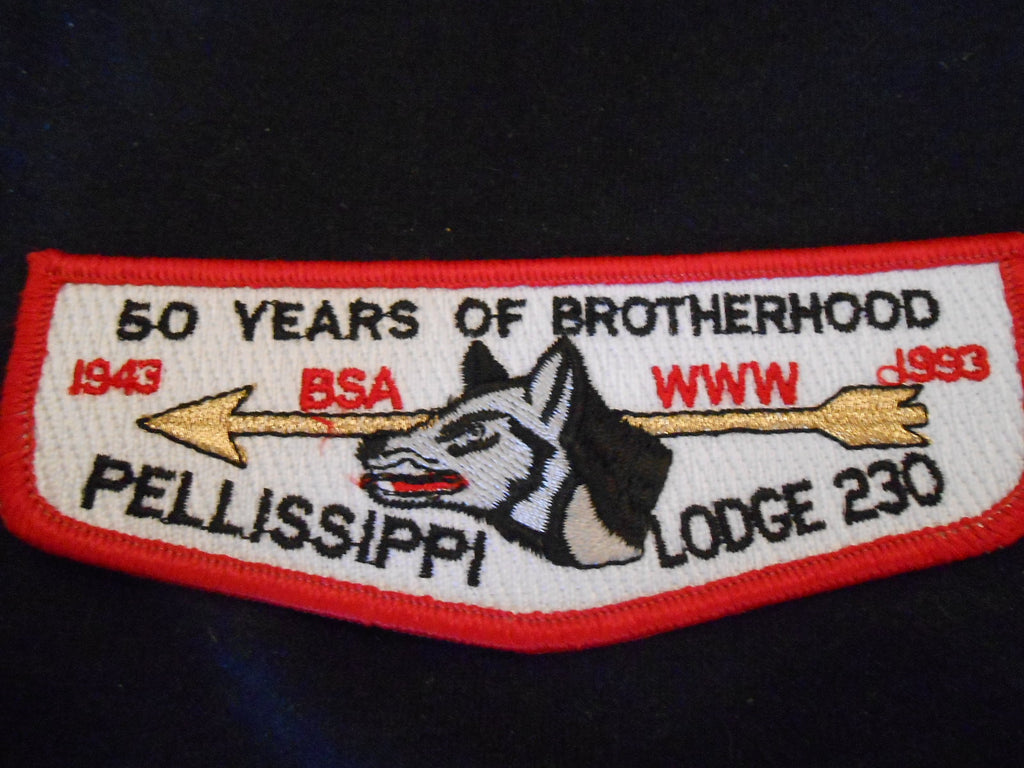 50 YEARS OF BROTHERHOOD
1943 BSA WWW 1993
PELLISSIPPI LODGE 230